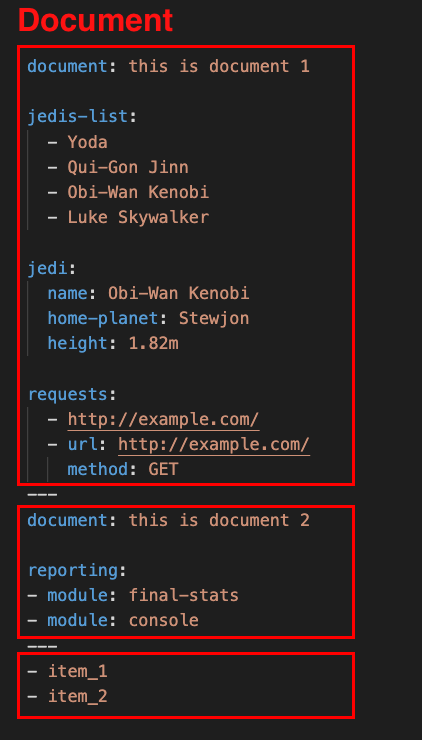 Document
document: this is document 1
jedis-list:
- Yoda
- Qui-Gon Jinn
- Obi-Wan Kenobi
- Luke Skywalker
jedi:
name: Obi-Wan Kenobi
home-planet: Stewjon
height: 1.82m
requests:
- http://example.com/
- url: http://example.com/
method: GET
---
document: this is document 2
reporting:
- module: final-stats
- module: console
---
- item_1
- item_2